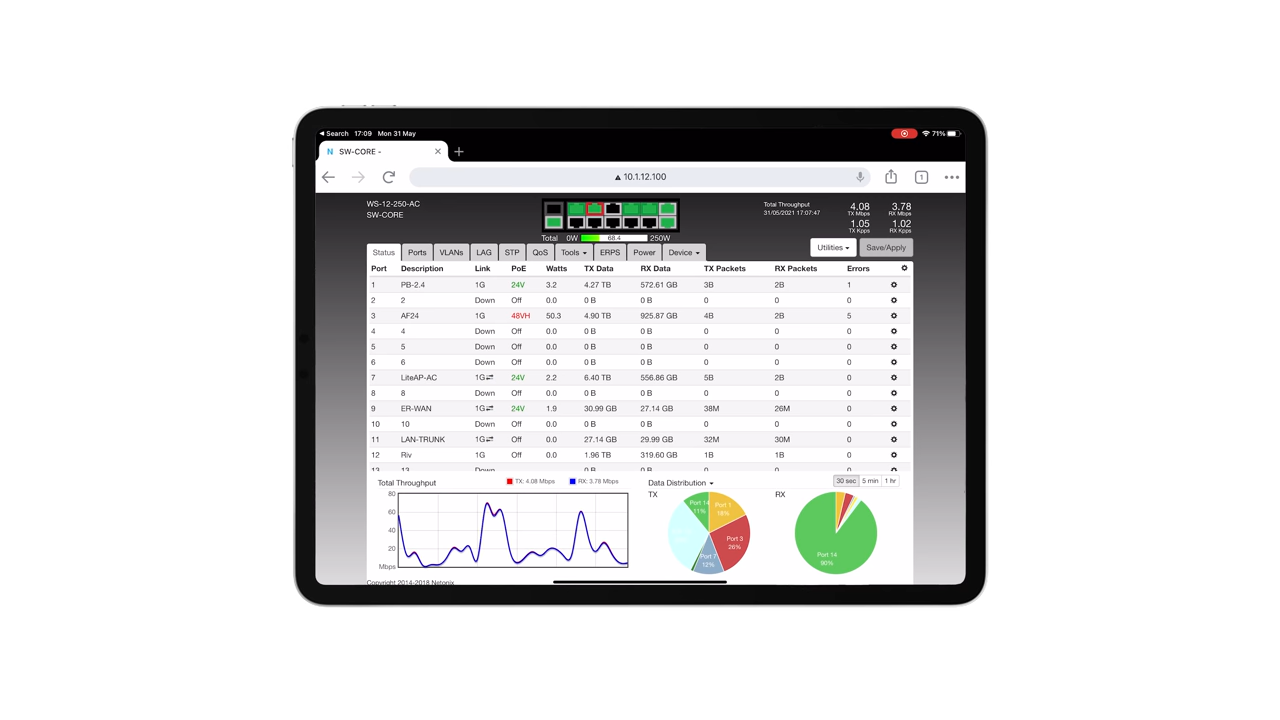 Search 17:09 Mon 31 May 71%
N SW-CORE -
10.1.12.100 1
WS-12-250-AC
SW-CORE
Total 0W 68.4 250W
Total Throughput
31/05/2021 17:07:47
4.08 3.78
TX Mbps RX Mbps
1.05 1.02
TX Kpps RX Kpps
Utilities Save/Apply
Status Ports VLANs LAG STP QoS Tools ERPS Power Device
Port Description Link PoE Watts TX Data RX Data TX Packets RX Packets Errors
1 PB-2.4 1G 24V 3.2 4.27 TB 572.61 GB 3B 2B 1
2 2 Down Off 0.0 0 B 0 B 0 0 0
3 AF24 1G 48VH 50.3 4.90 TB 925.87 GB 4B 2B 5
4 4 Down Off 0.0 0 B 0 B 0 0 0
5 5 Down Off 0.0 0 B 0 B 0 0 0
6 6 Down Off 0.0 0 B 0 B 0 0 0
7 LiteAP-AC 1G 24V 2.2 6.40 TB 556.86 GB 5B 2B 0
8 8 Down Off 0.0 0 B 0 B 0 0 0
9 ER-WAN 1G 24V 1.9 30.99 GB 27.14 GB 38M 26M 0
10 10 Down Off 0.0 0 B 0 B 0 0 0
11 LAN-TRUNK 1G Off 0.0 27.14 GB 29.99 GB 32M 30M 0
12 Riv 1G Off 0.0 1.96 TB 319.60 GB 1B 1B 0
13 13 Down 0 B 0 B 0 0 0
Total Throughput TX: 4.08 Mbps RX: 3.78 Mbps
80
60
40
20
Mbps
Data Distribution 30 sec 5 min 1 hr
TX
Port 14
11%
Port 1
18%
Port 3
26%
Port 7
12%
RX
Port 14
90%
Copyright 2014-2018 Netonix